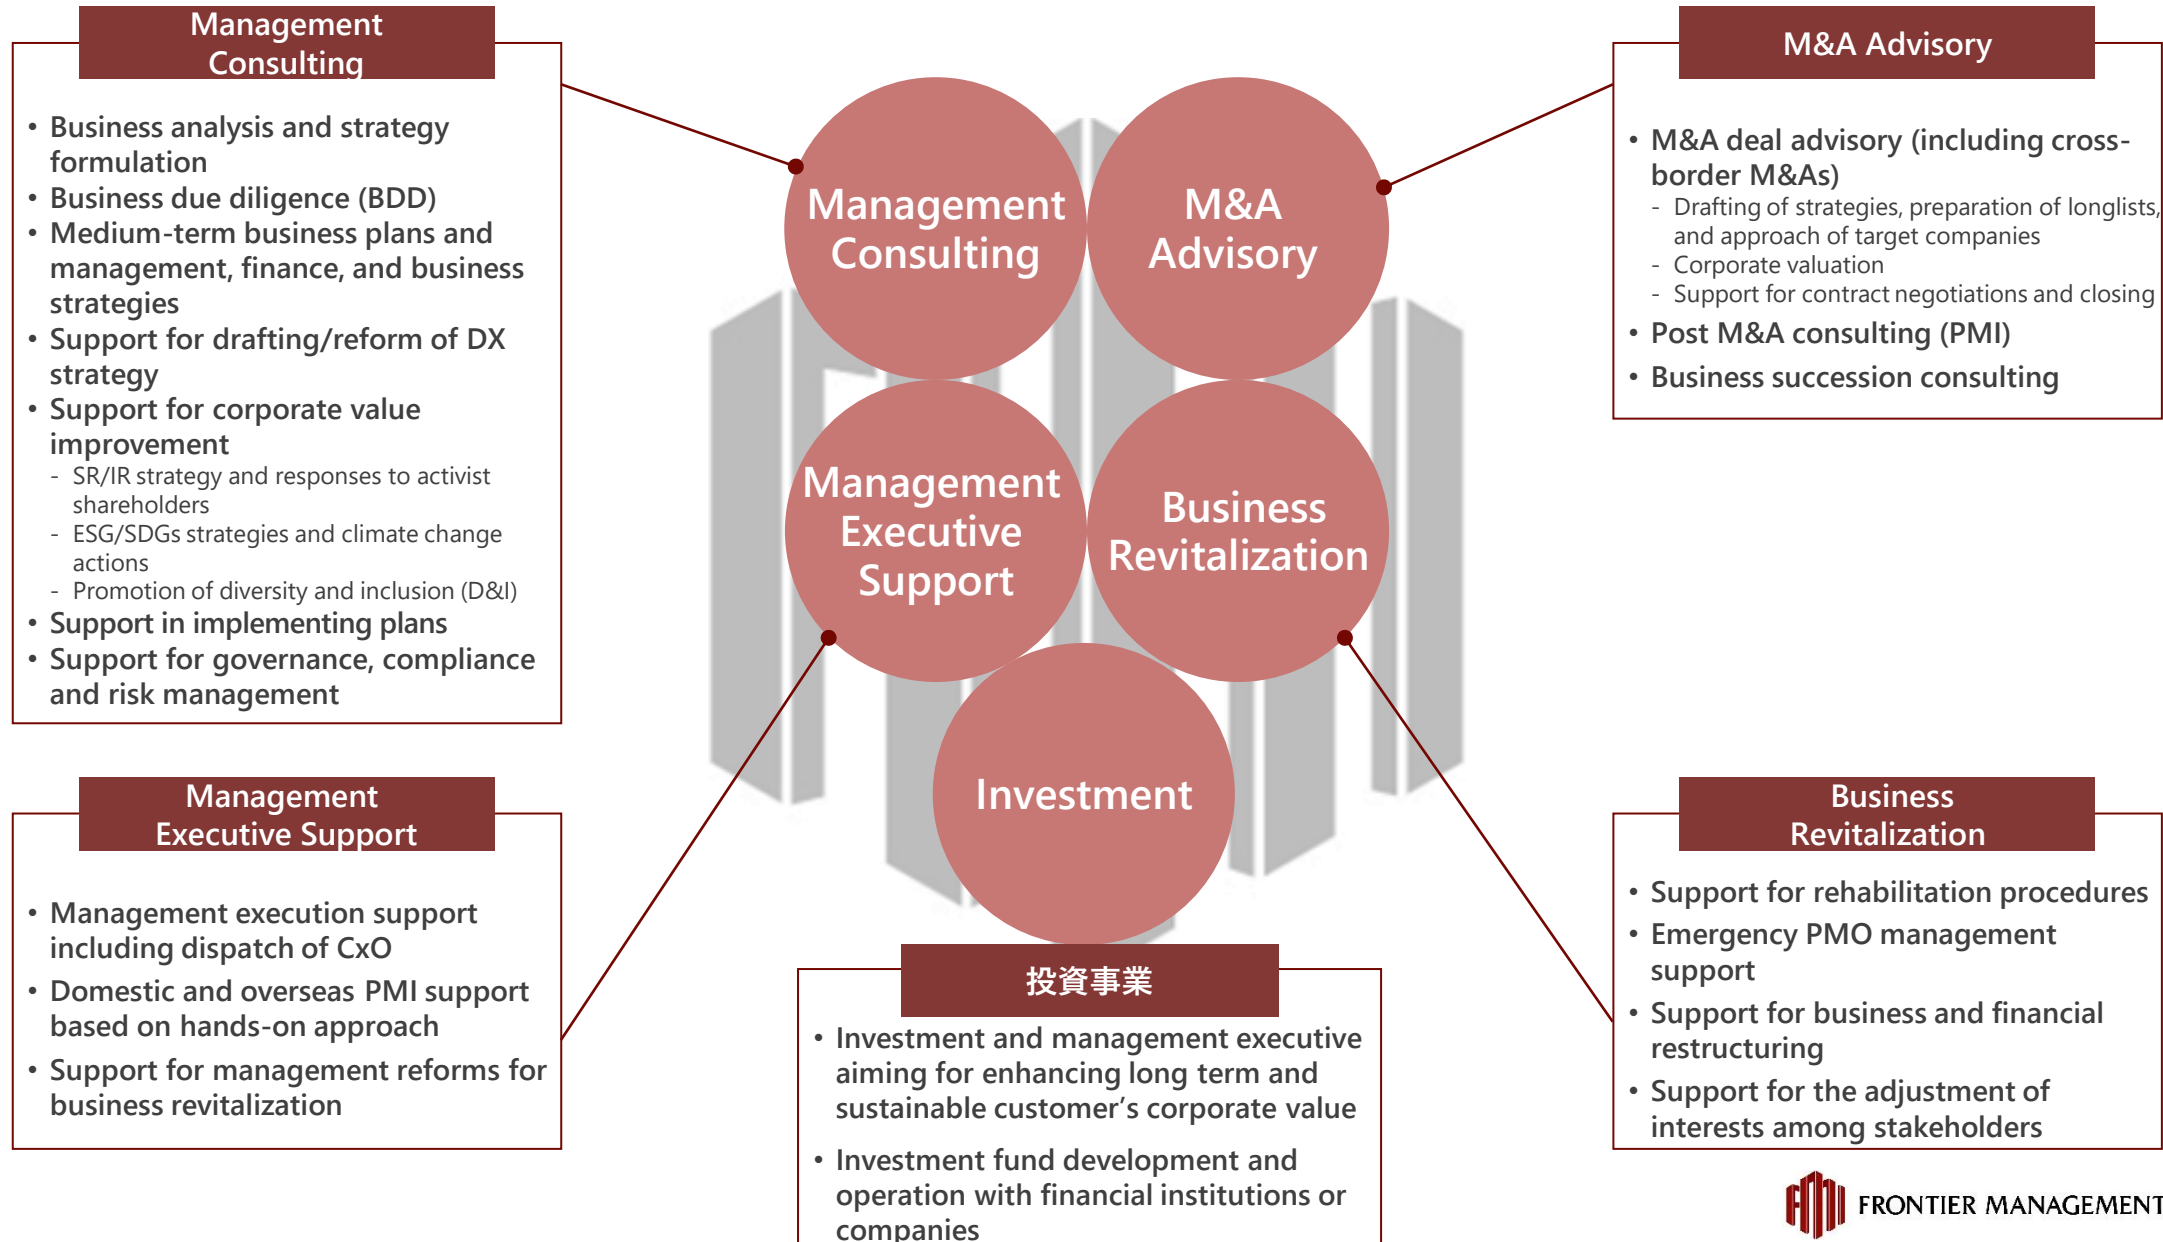 Management
Consulting
• Business analysis and strategy
formulation
• Business due diligence (BDD)
• Medium-term business plans and
management, finance, and business
strategies
• Support for drafting/reform of DX
strategy
• Support for corporate value
improvement
- SR/IR strategy and responses to activist
shareholders
- ESG/SDGs strategies and climate change
actions
- Promotion of diversity and inclusion (D&I)
• Support in implementing plans
• Support for governance, compliance
and risk management
Management
Consulting
M&A
Advisory
Management
Executive
Support
Business
Revitalization
Investment
M&A Advisory
• M&A deal advisory (including cross-
border M&As)
- Drafting of strategies, preparation of longlists,
and approach of target companies
- Corporate valuation
- Support for contract negotiations and closing
• Post M&A consulting (PMI)
• Business succession consulting
Management
Executive Support
• Management execution support
including dispatch of CxO
• Domestic and overseas PMI support
based on hands-on approach
• Support for management reforms for
business revitalization
投資事業
• Investment and management executive
aiming for enhancing long term and
sustainable customer’s corporate value
• Investment fund development and
operation with financial institutions or
companies
Business
Revitalization
• Support for rehabilitation procedures
• Emergency PMO management
support
• Support for business and financial
restructuring
• Support for the adjustment of
interests among stakeholders
FRONTIER MANAGEMENT